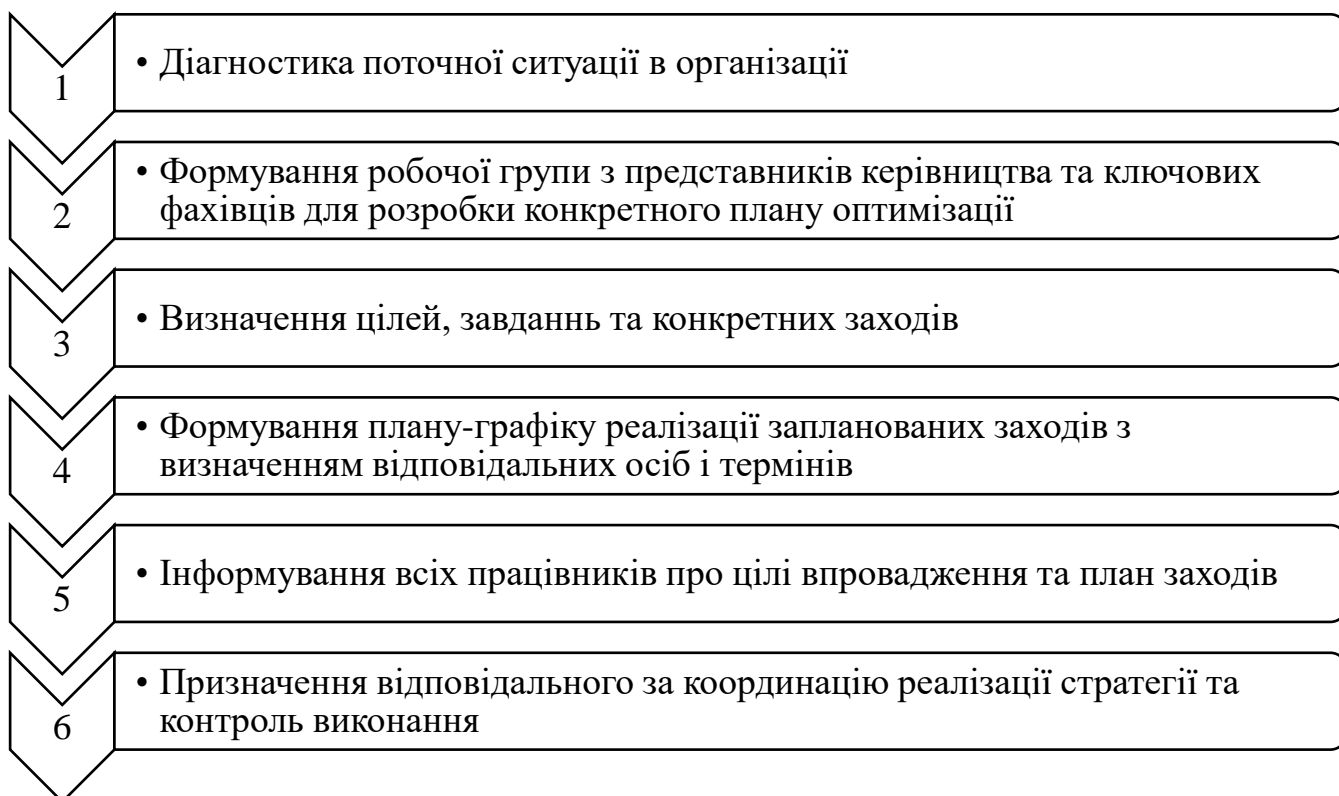 1
• Діагностика поточної ситуації в організації
2
• Формування робочої групи з представників керівництва та ключових
фахівців для розробки конкретного плану оптимізації
3
• Визначення цілей, завданнь та конкретних заходів
4
• Формування плану-графіку реалізації запланованих заходів з
визначенням відповідальних осіб і термінів
5
• Інформування всіх працівників про цілі впровадження та план заходів
6
• Призначення відповідального за координацію реалізації стратегії та
контроль виконання